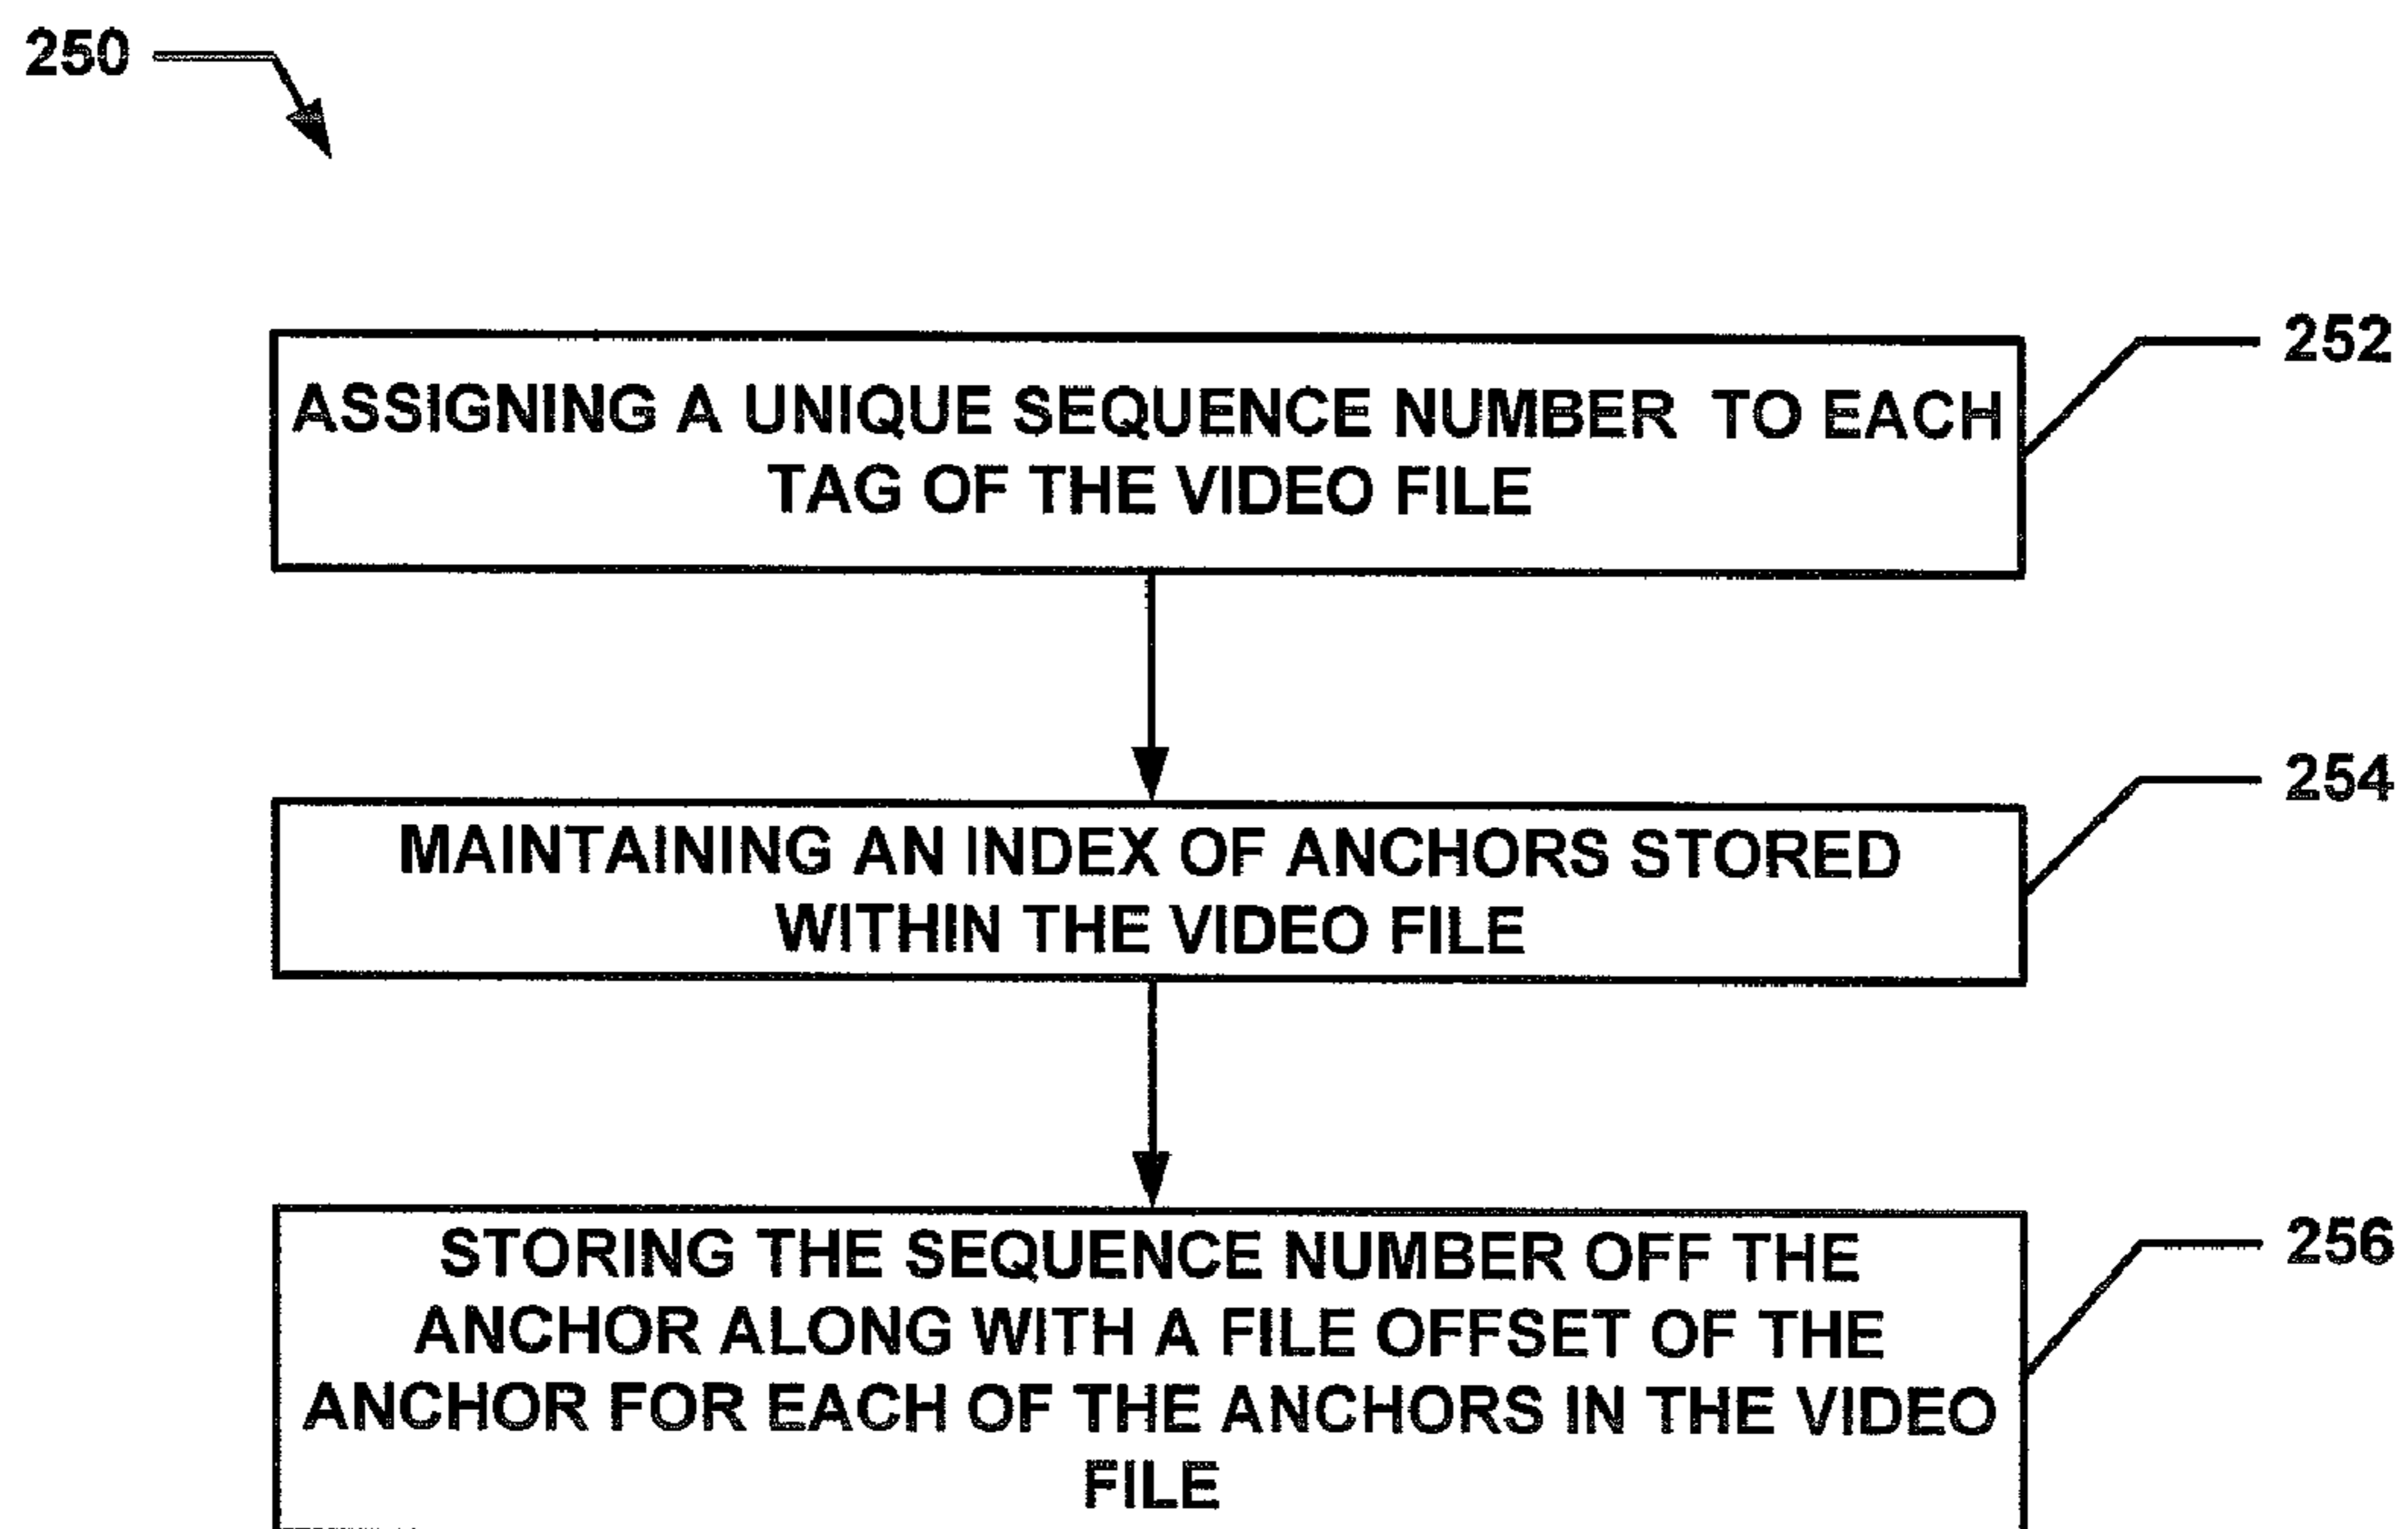 250
252
ASSIGNING A UNIQUE SEQUENCE NUMBER TO EACH
TAG OF THE VIDEO FILE
254
MAINTAINING AN INDEX OF ANCHORS STORED
WITHIN THE VIDEO FILE
256
STORING THE SEQUENCE NUMBER OFF THE
ANCHOR ALONG WITH A FILE OFFSET OF THE
ANCHOR FOR EACH OF THE ANCHORS IN THE VIDEO
FILE